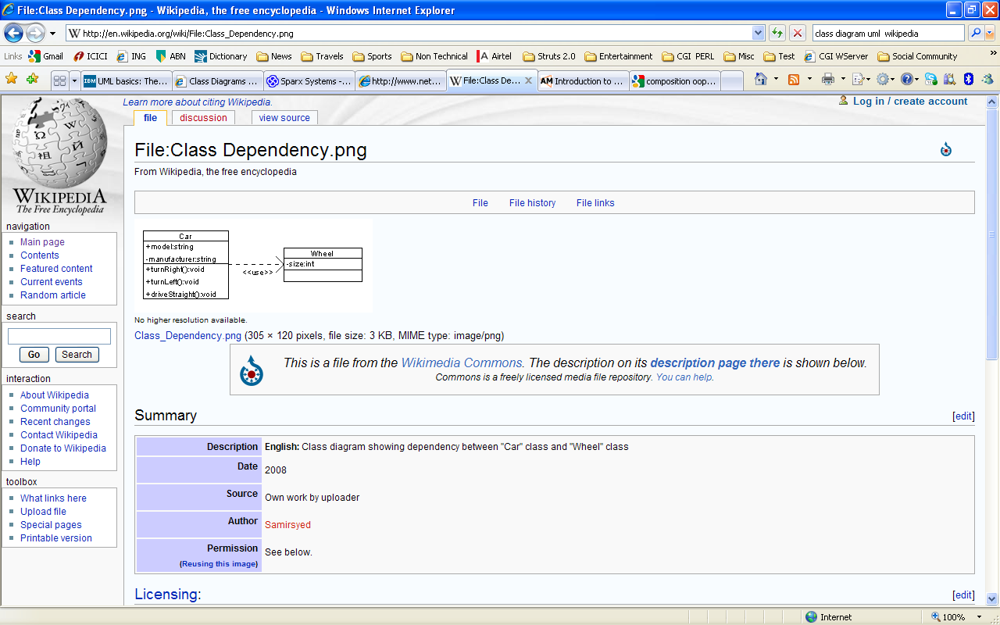 File:Class Dependency.png - Wikipedia, the free encyclopedia - Windows Internet Explorer
http://en.wikipedia.org/wiki/File:Class_Dependency.png
class diagram uml wikipedia
Links Gmail ICICI ING ABN Dictionary News Travels Sports Non Technical Airtel Struts 2.0 Entertainment CGI PERL Misc Test CGI WServer Social Community »
IBM UML basics: The... Class Diagrams ... Sparx Systems -... http://www.net... W File:Class De... AM Introduction to ... composition oop...
Learn more about citing Wikipedia.
Log in / create account
file discussion view source
File:Class Dependency.png
From Wikipedia, the free encyclopedia
WIKIPEDIA
The Free Encyclopedia
File File history File links
navigation
Main page
Contents
Featured content
Current events
Random article
Car
+model:string
-manufacturer:string
+turnRight():void
+turnLeft():void
+driveStraight():void
<<use>>
Wheel
-size:int
No higher resolution available.
Class_Dependency.png (305 × 120 pixels, file size: 3 KB, MIME type: image/png)
search
Go Search
This is a file from the Wikimedia Commons. The description on its description page there is shown below.
Commons is a freely licensed media file repository. You can help.
interaction
About Wikipedia
Community portal
Recent changes
Contact Wikipedia
Donate to Wikipedia
Help
Summary [edit]
Description English: Class diagram showing dependency between "Car" class and "Wheel" class
Date 2008
Source Own work by uploader
Author Samirsyed
Permission See below.
(Reusing this image)
toolbox
What links here
Upload file
Special pages
Printable version
Licensing: [edit]
Internet 100%